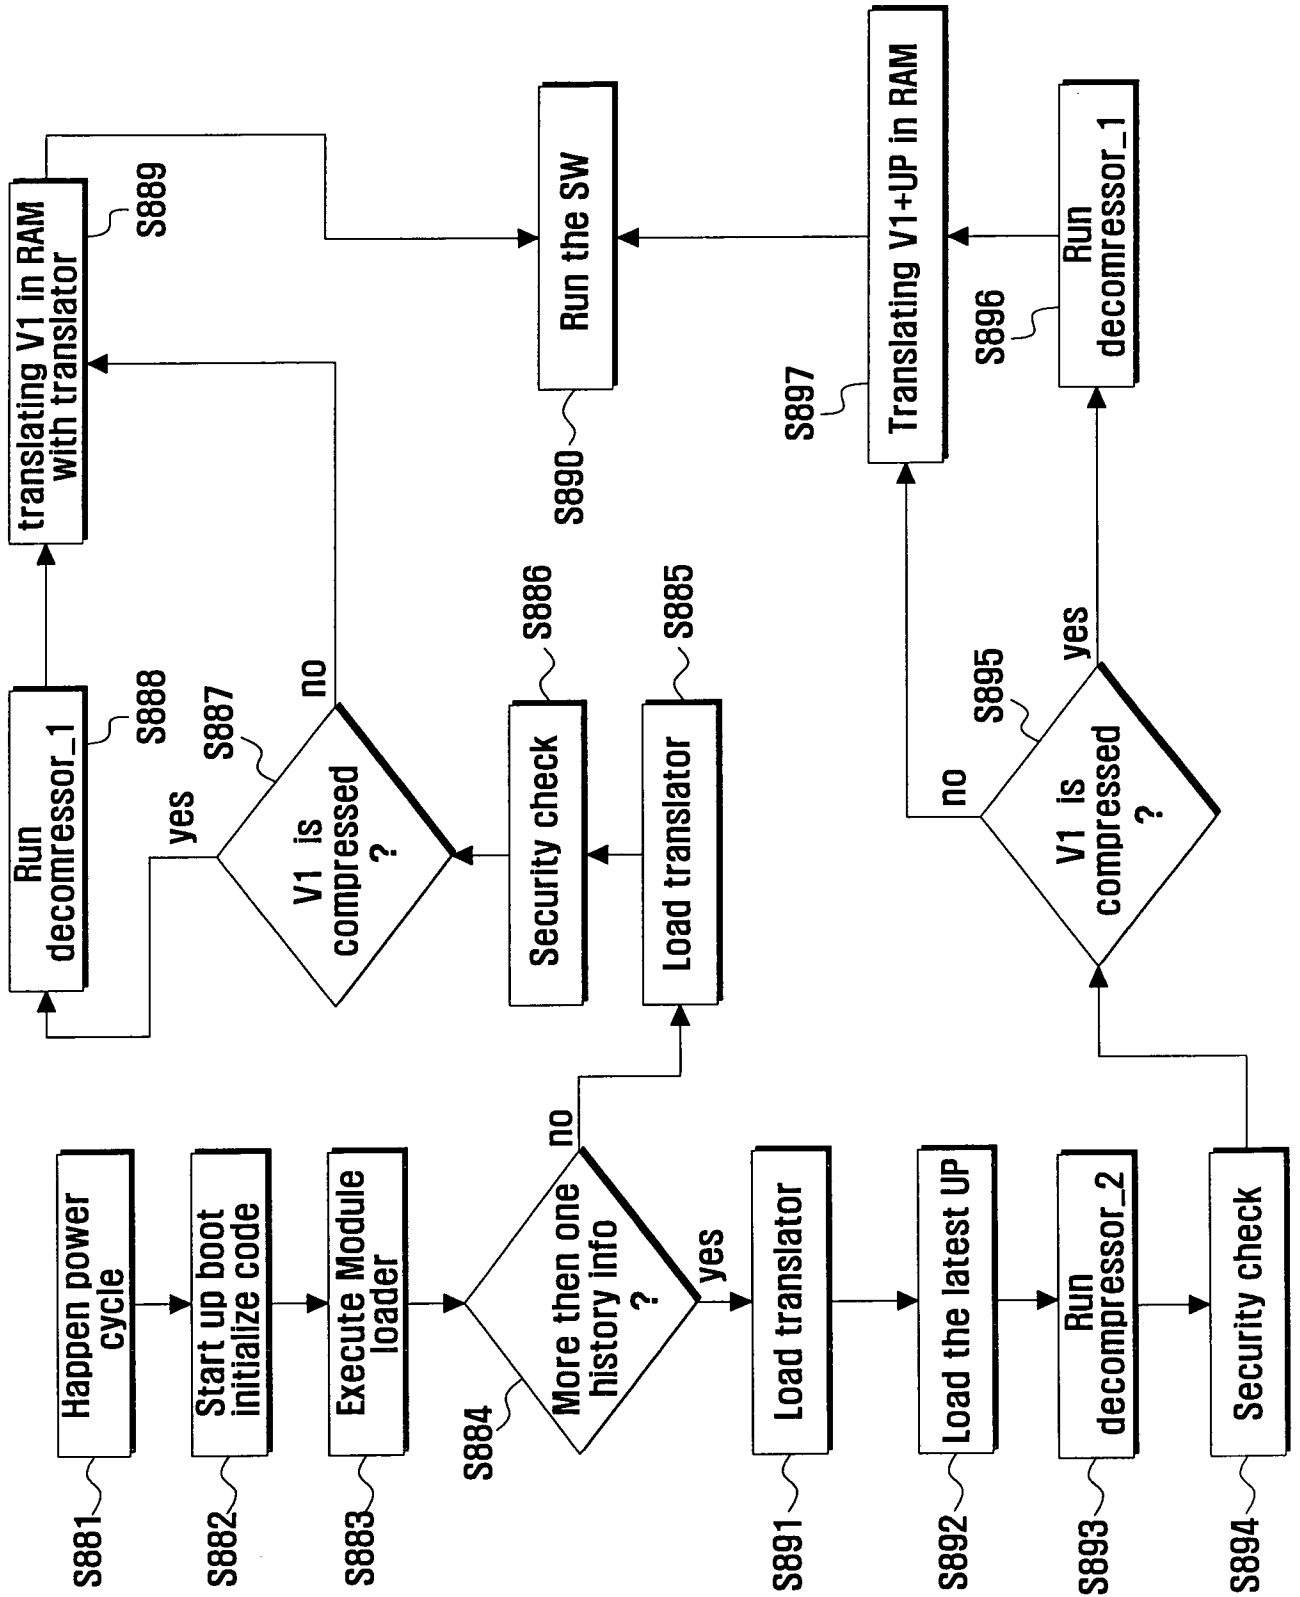 S881
Happen power
cycle
S882
Start up boot
initialize code
S883
Execute Module
loader
S884
More then one
history info
?
no
yes
S891
Load translator
S892
Load the latest UP
S893
Run
decompressor_2
S894
Security check
Load translator
S885
Security check
S886
V1 is
compressed
?
S887
yes
no
Run
decomressor_1
S888
translating V1 in RAM
with translator
S889
S890
Run the SW
V1 is
compressed
?
S895
no
yes
Run
decomressor_1
S896
Translating V1+UP in RAM
S897